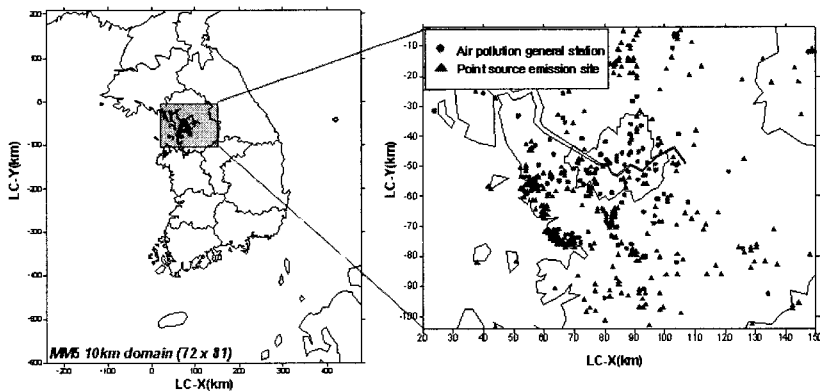 200
100
0
-100
-200
-300
-400
-500
-600
LC-Y(km)
A
MM5 10km domain (72 x 81)
-200 -100 0 100 200 300 400
LC-X(km)
Air pollution general station
Point source emission site
-10
-20
-30
-40
-50
-60
-70
-80
-90
-100
LC-Y(km)
20 30 40 50 60 70 80 90 100 110 120 130 140 150
LC-X(km)